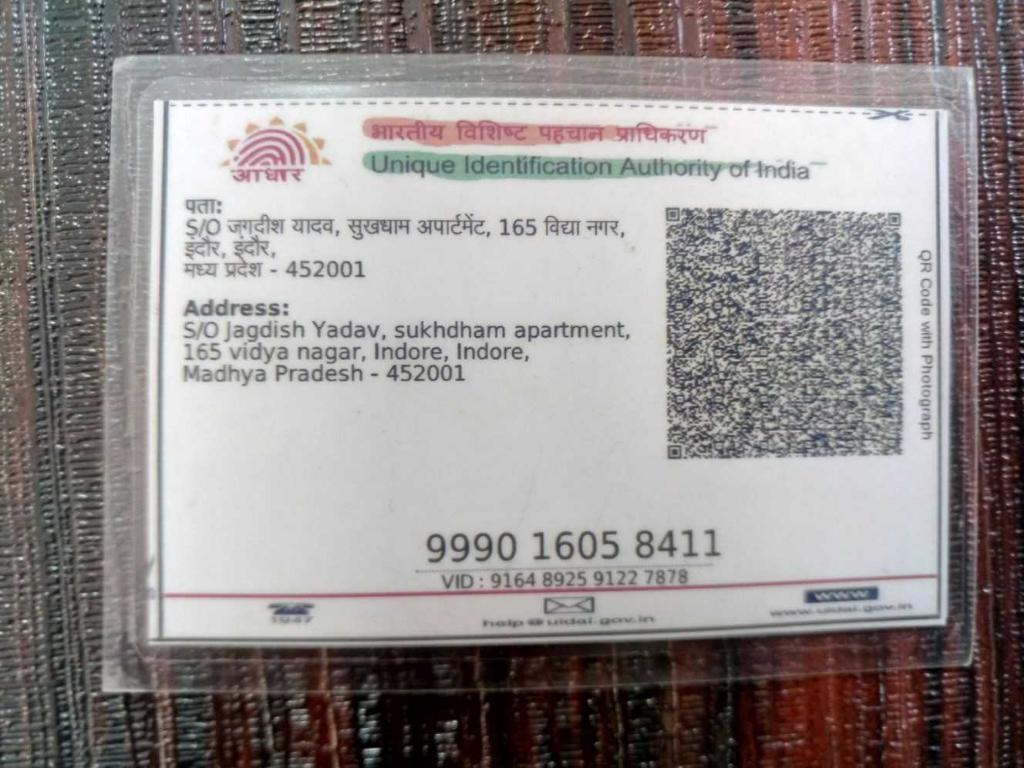 भारतीय विशिष्ट पहचान प्राधिकरण
Unique Identification Authority of India
आधार
पता:
S/O जगदीश यादव, सुखधाम अपार्टमेंट, 165 विद्या नगर,
इंदौर, इंदौर,
मध्य प्रदेश - 452001
Address:
S/O Jagdish Yadav, sukhdham apartment,
165 vidya nagar, Indore, Indore,
Madhya Pradesh - 452001
QR Code with Photograph
9990 1605 8411
VID : 9164 8925 9122 7878
1947
help@uidai.gov.in
www
www.uidai.gov.in